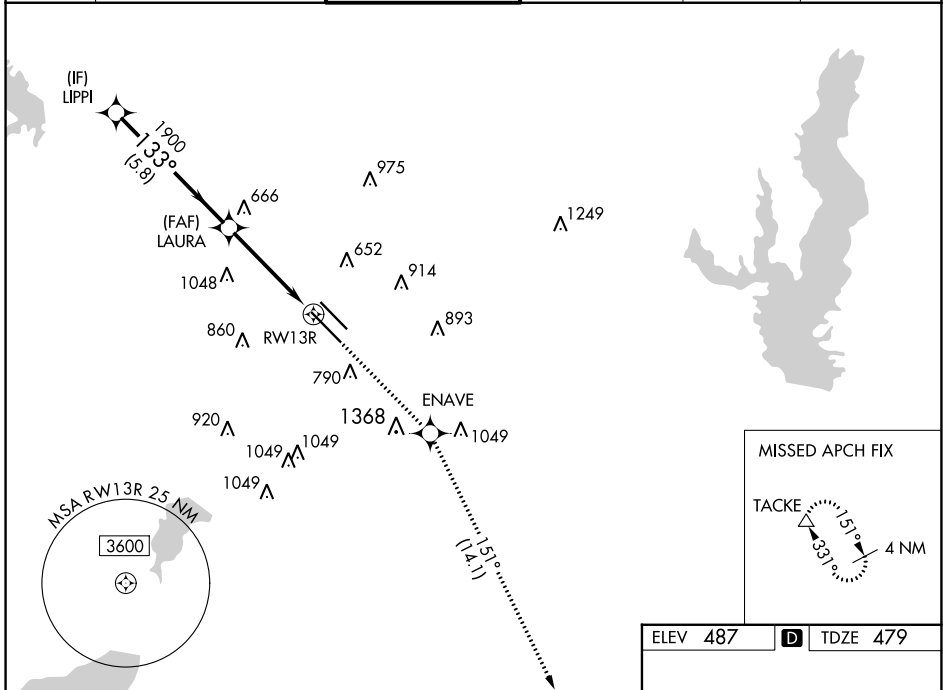 (IF)
LIPPI
1900
133°
(5.8)
975
666
1249
(FAF)
LAURA
652
1048
914
893
860
RW13R
790
ENAVE
1368
920
1049
1049
1049
1049
MISSED APCH FIX
TACKE
151°
331°
4 NM
MSA RW13R 25 NM
3600
151°
(14.1)
ELEV 487 D TDZE 479